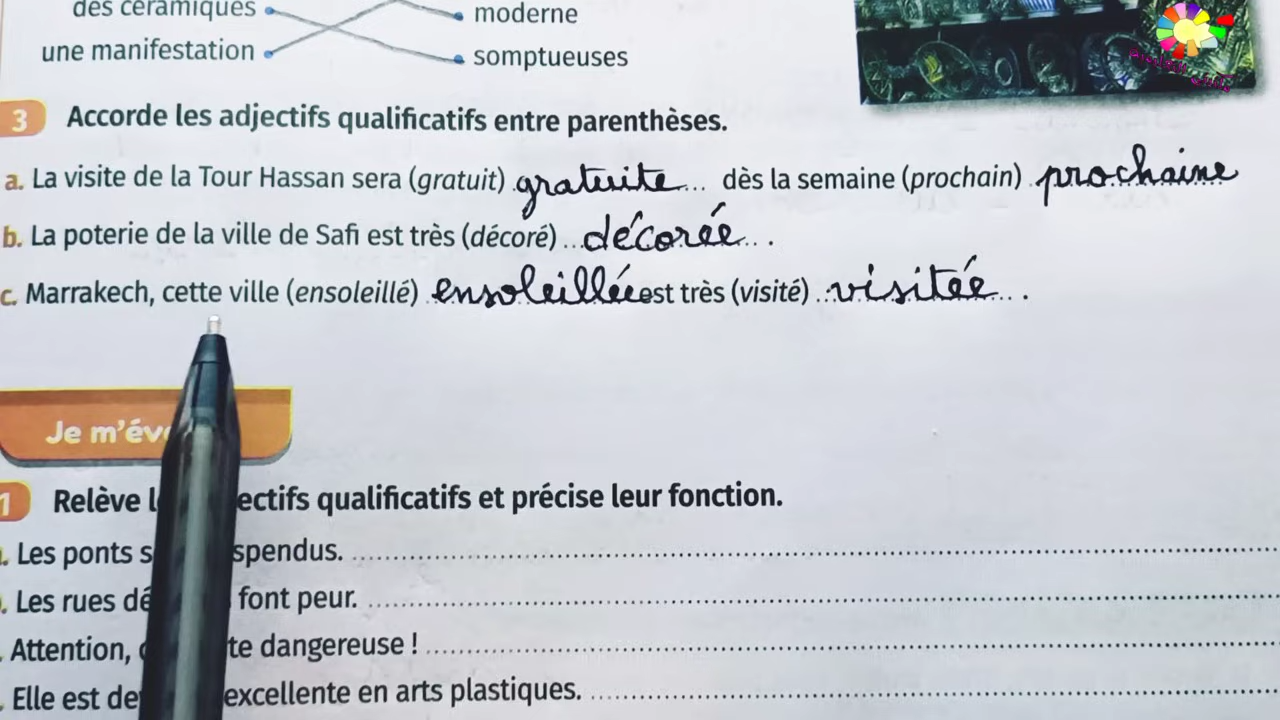 des céramiques moderne
une manifestation somptueuses
3 Accorde les adjectifs qualificatifs entre parenthèses.
a. La visite de la Tour Hassan sera (gratuit) gratuite... dès la semaine (prochain) prochaine
b. La poterie de la ville de Safi est très (décoré) ...décorée... .
c. Marrakech, cette ville (ensoleillé) ensoleillée est très (visité) ...visitée... .
Je m'év
1 Relève l ectifs qualificatifs et précise leur fonction.
. Les ponts s spendus. ....................
. Les rues dé font peur. ....................
. Attention, te dangereuse ! ....................
. Elle est de excellente en arts plastiques. ....................